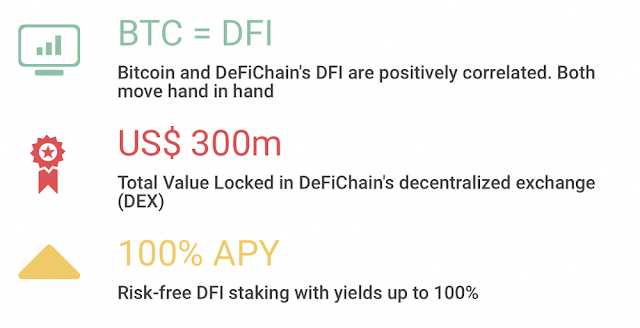 BTC = DFI
Bitcoin and DeFiChain's DFI are positively correlated. Both
move hand in hand
US$ 300m
Total Value Locked in DeFiChain's decentralized exchange
(DEX)
100% APY
Risk-free DFI staking with yields up to 100%